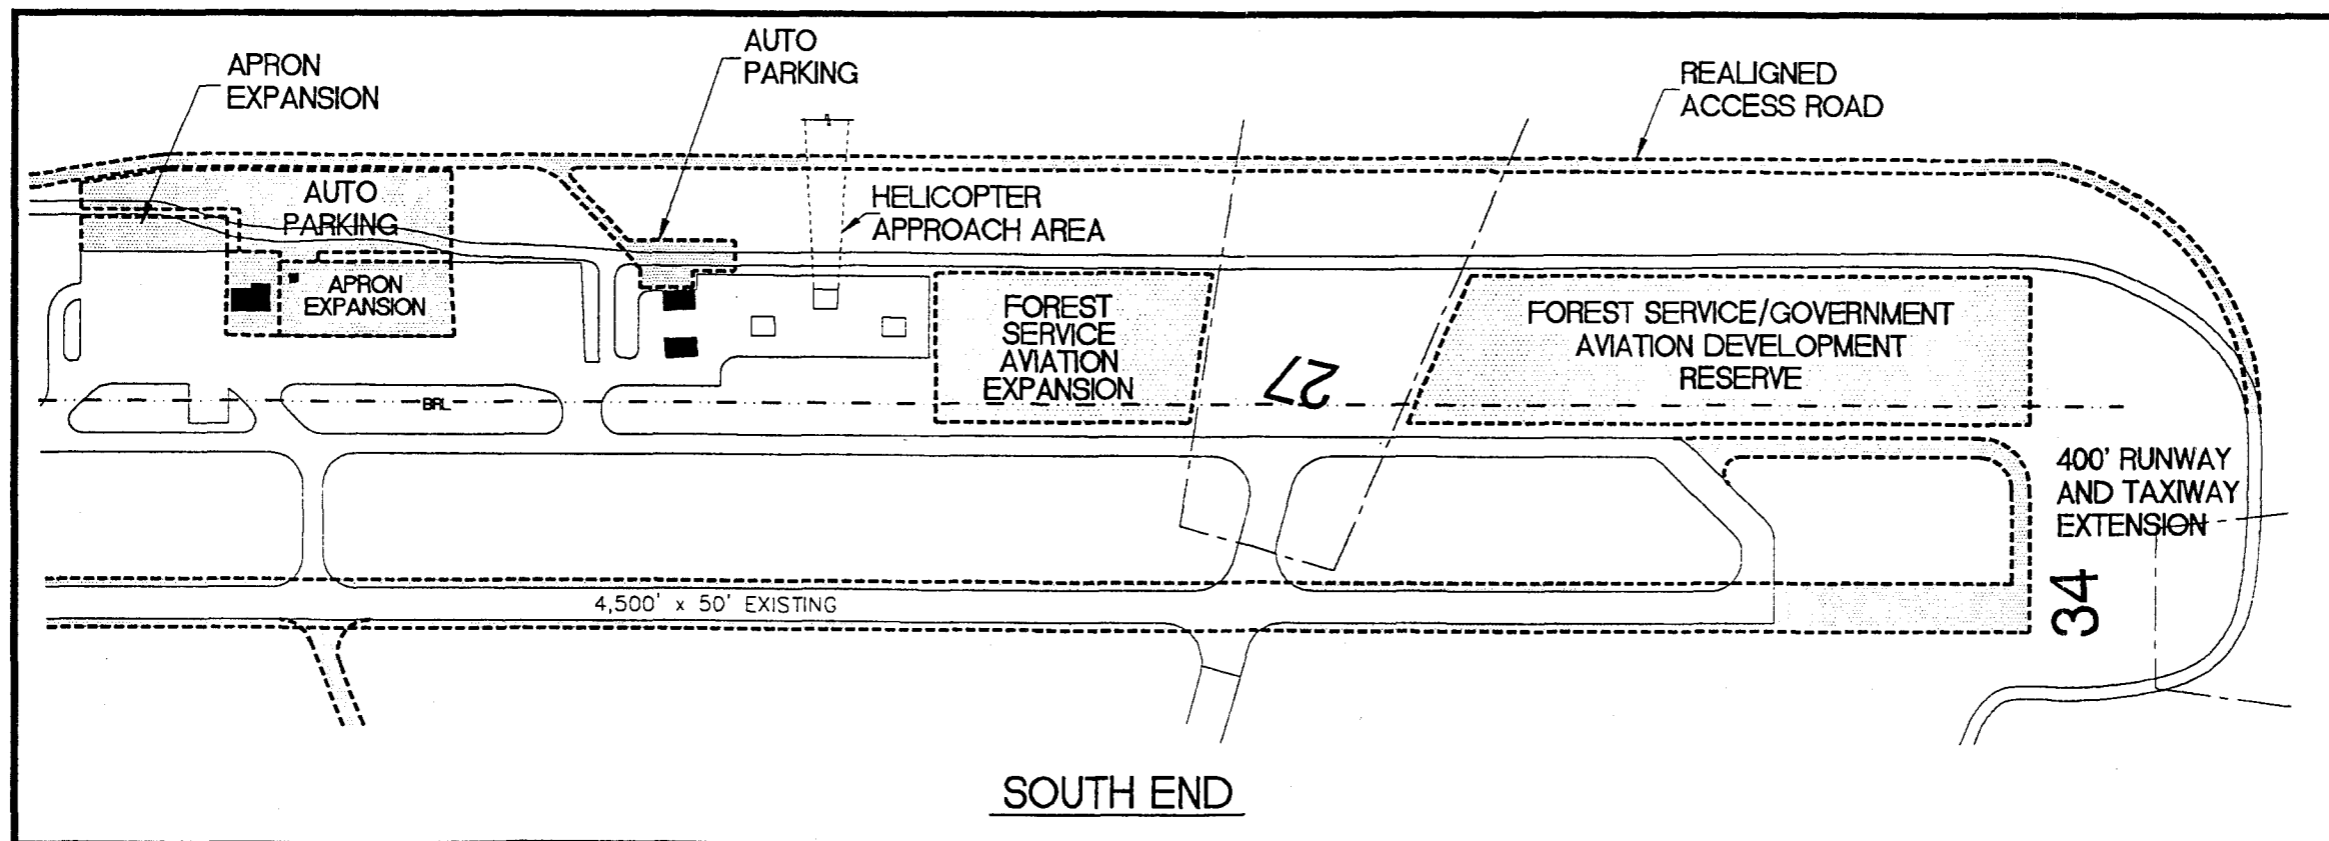 AUTO
PARKING
APRON
EXPANSION
REALIGNED
ACCESS ROAD
AUTO
PARKING
HELICOPTER
APPROACH AREA
APRON
EXPANSION
FOREST
SERVICE
AVIATION
EXPANSION
FOREST SERVICE/GOVERNMENT
AVIATION DEVELOPMENT
RESERVE
27
BRL
400' RUNWAY
AND TAXIWAY
EXTENSION
34
4,500' x 50' EXISTING
SOUTH END